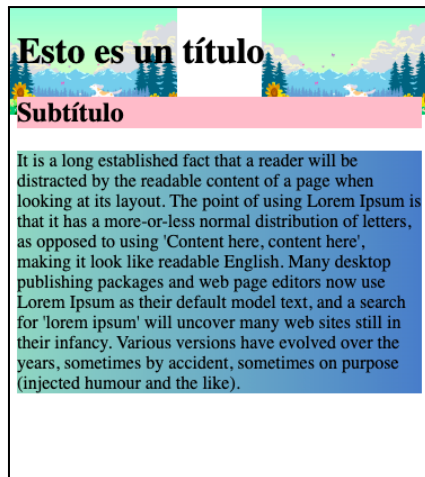 Esto es un título
Subtítulo
It is a long established fact that a reader will be
distracted by the readable content of a page when
looking at its layout. The point of using Lorem Ipsum is
that it has a more-or-less normal distribution of letters,
as opposed to using 'Content here, content here',
making it look like readable English. Many desktop
publishing packages and web page editors now use
Lorem Ipsum as their default model text, and a search
for 'lorem ipsum' will uncover many web sites still in
their infancy. Various versions have evolved over the
years, sometimes by accident, sometimes on purpose
(injected humour and the like).